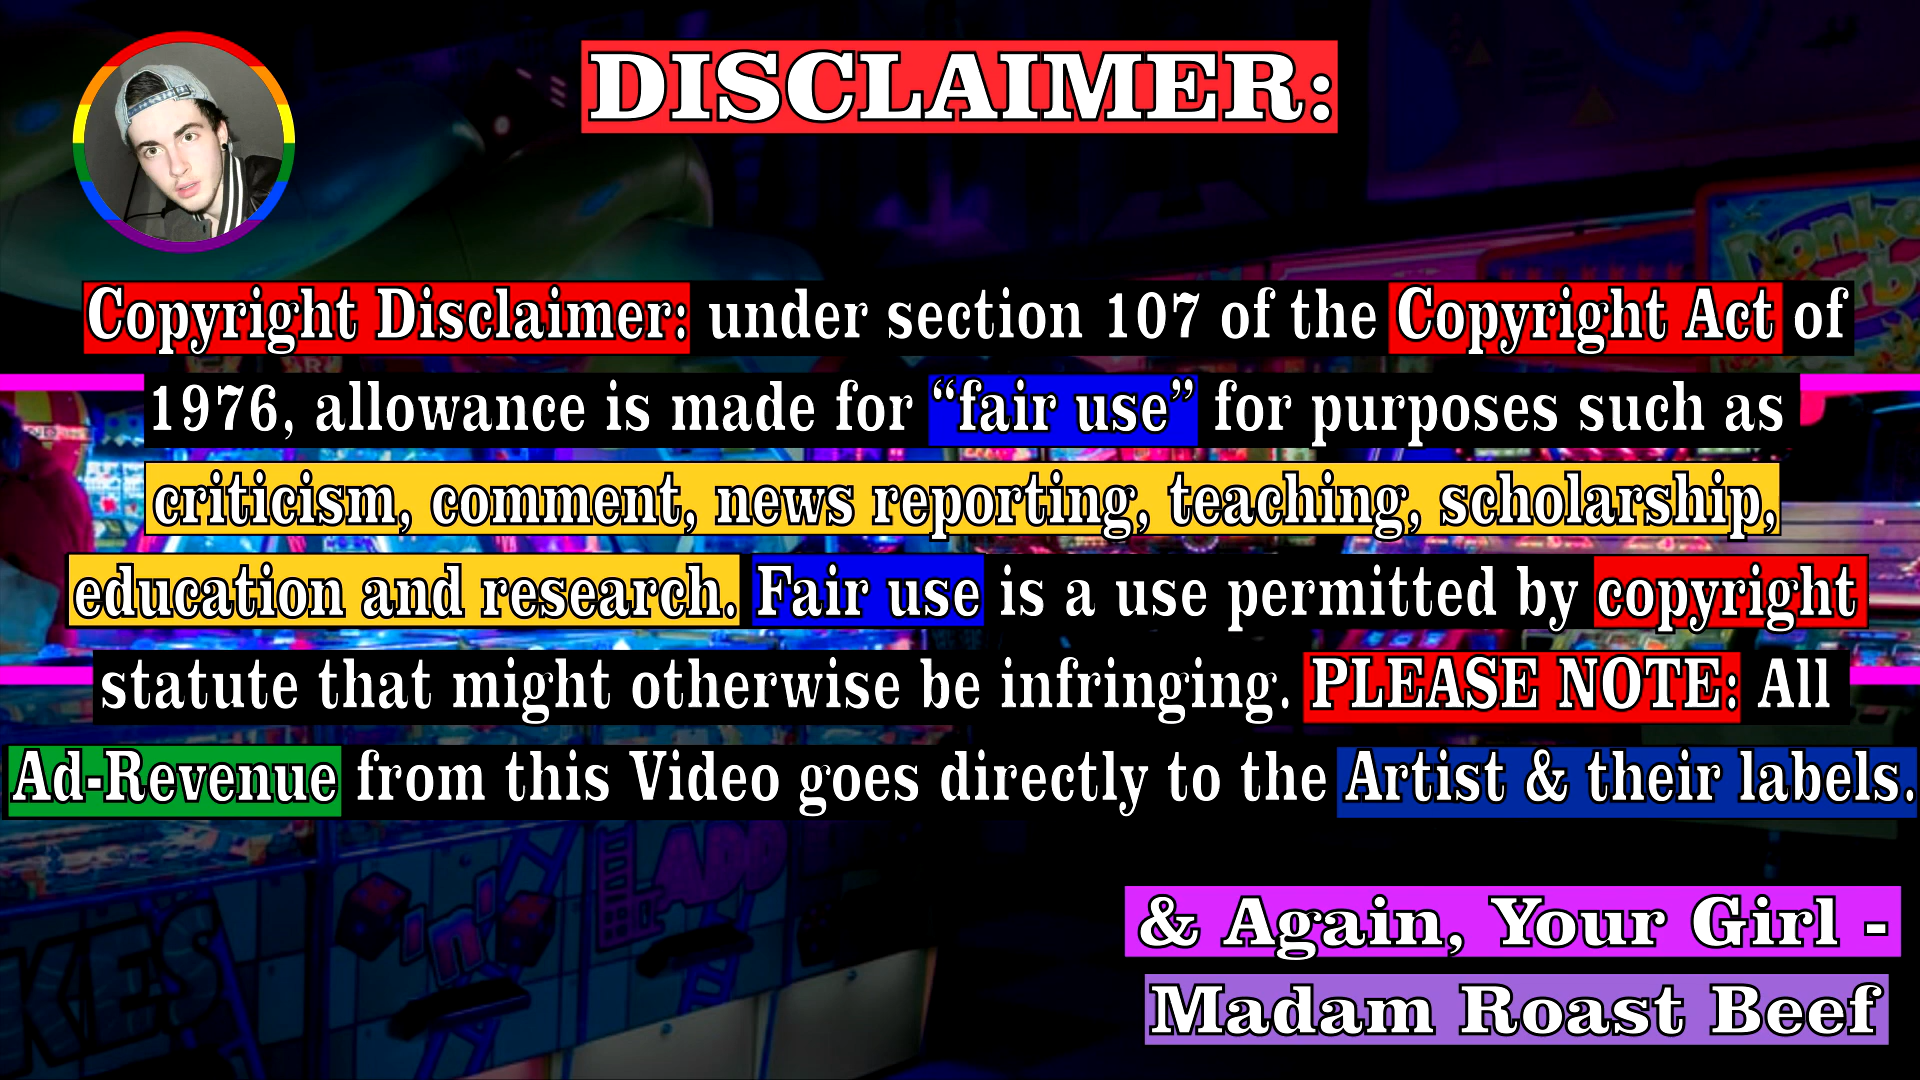 DISCLAIMER:
Copyright Disclaimer: under section 107 of the Copyright Act of
1976, allowance is made for “fair use” for purposes such as
criticism, comment, news reporting, teaching, scholarship,
education and research. Fair use is a use permitted by copyright
statute that might otherwise be infringing. PLEASE NOTE: All
Ad-Revenue from this Video goes directly to the Artist & their labels.
& Again, Your Girl -
Madam Roast Beef
KES
'n'
LADD